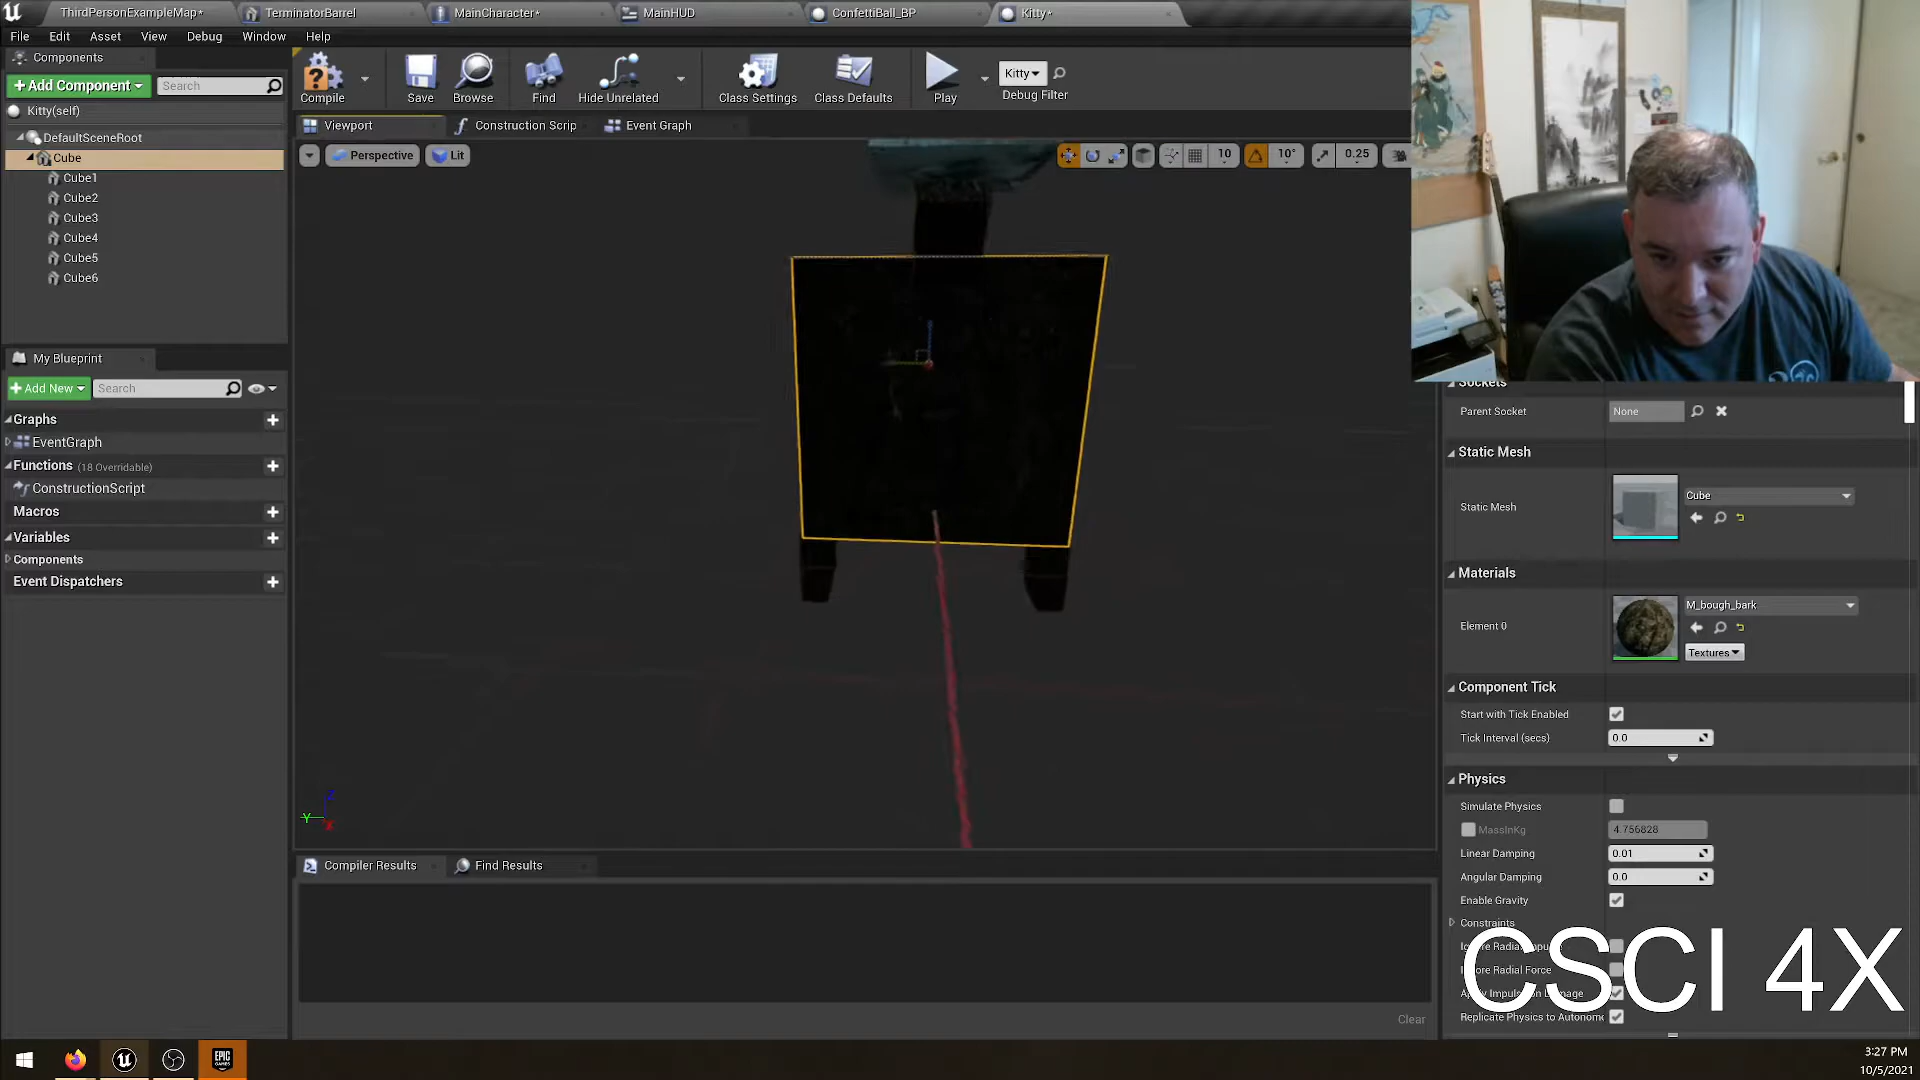 ThirdPersonExampleMap*
TerminatorBarrel
MainCharacter*
MainHUD
ConfettiBall_BP
Kitty*
File Edit Asset View Debug Window Help
Components
+ Add Component
Search
Kitty(self)
DefaultSceneRoot
Cube
Cube1
Cube2
Cube3
Cube4
Cube5
Cube6
My Blueprint
+ Add New
Search
Graphs
EventGraph
Functions (18 Overridable)
ConstructionScript
Macros
Variables
Components
Event Dispatchers
Compile
Save
Browse
Find
Hide Unrelated
Class Settings
Class Defaults
Play
Kitty
Debug Filter
Viewport
Construction Scrip
Event Graph
Perspective
Lit
10
10°
0.25
Z
Y
X
Compiler Results
Find Results
Clear
Sockets
Parent Socket None
Static Mesh
Static Mesh
Cube
Materials
Element 0
M_bough_bark
Textures
Component Tick
Start with Tick Enabled
Tick Interval (secs) 0.0
Physics
Simulate Physics
MassInKg 4.756828
Linear Damping 0.01
Angular Damping 0.0
Enable Gravity
Constraints
Replicate Physics to Autonome
CSCI 4X
EPIC GAMES
3:27 PM
10/5/2021